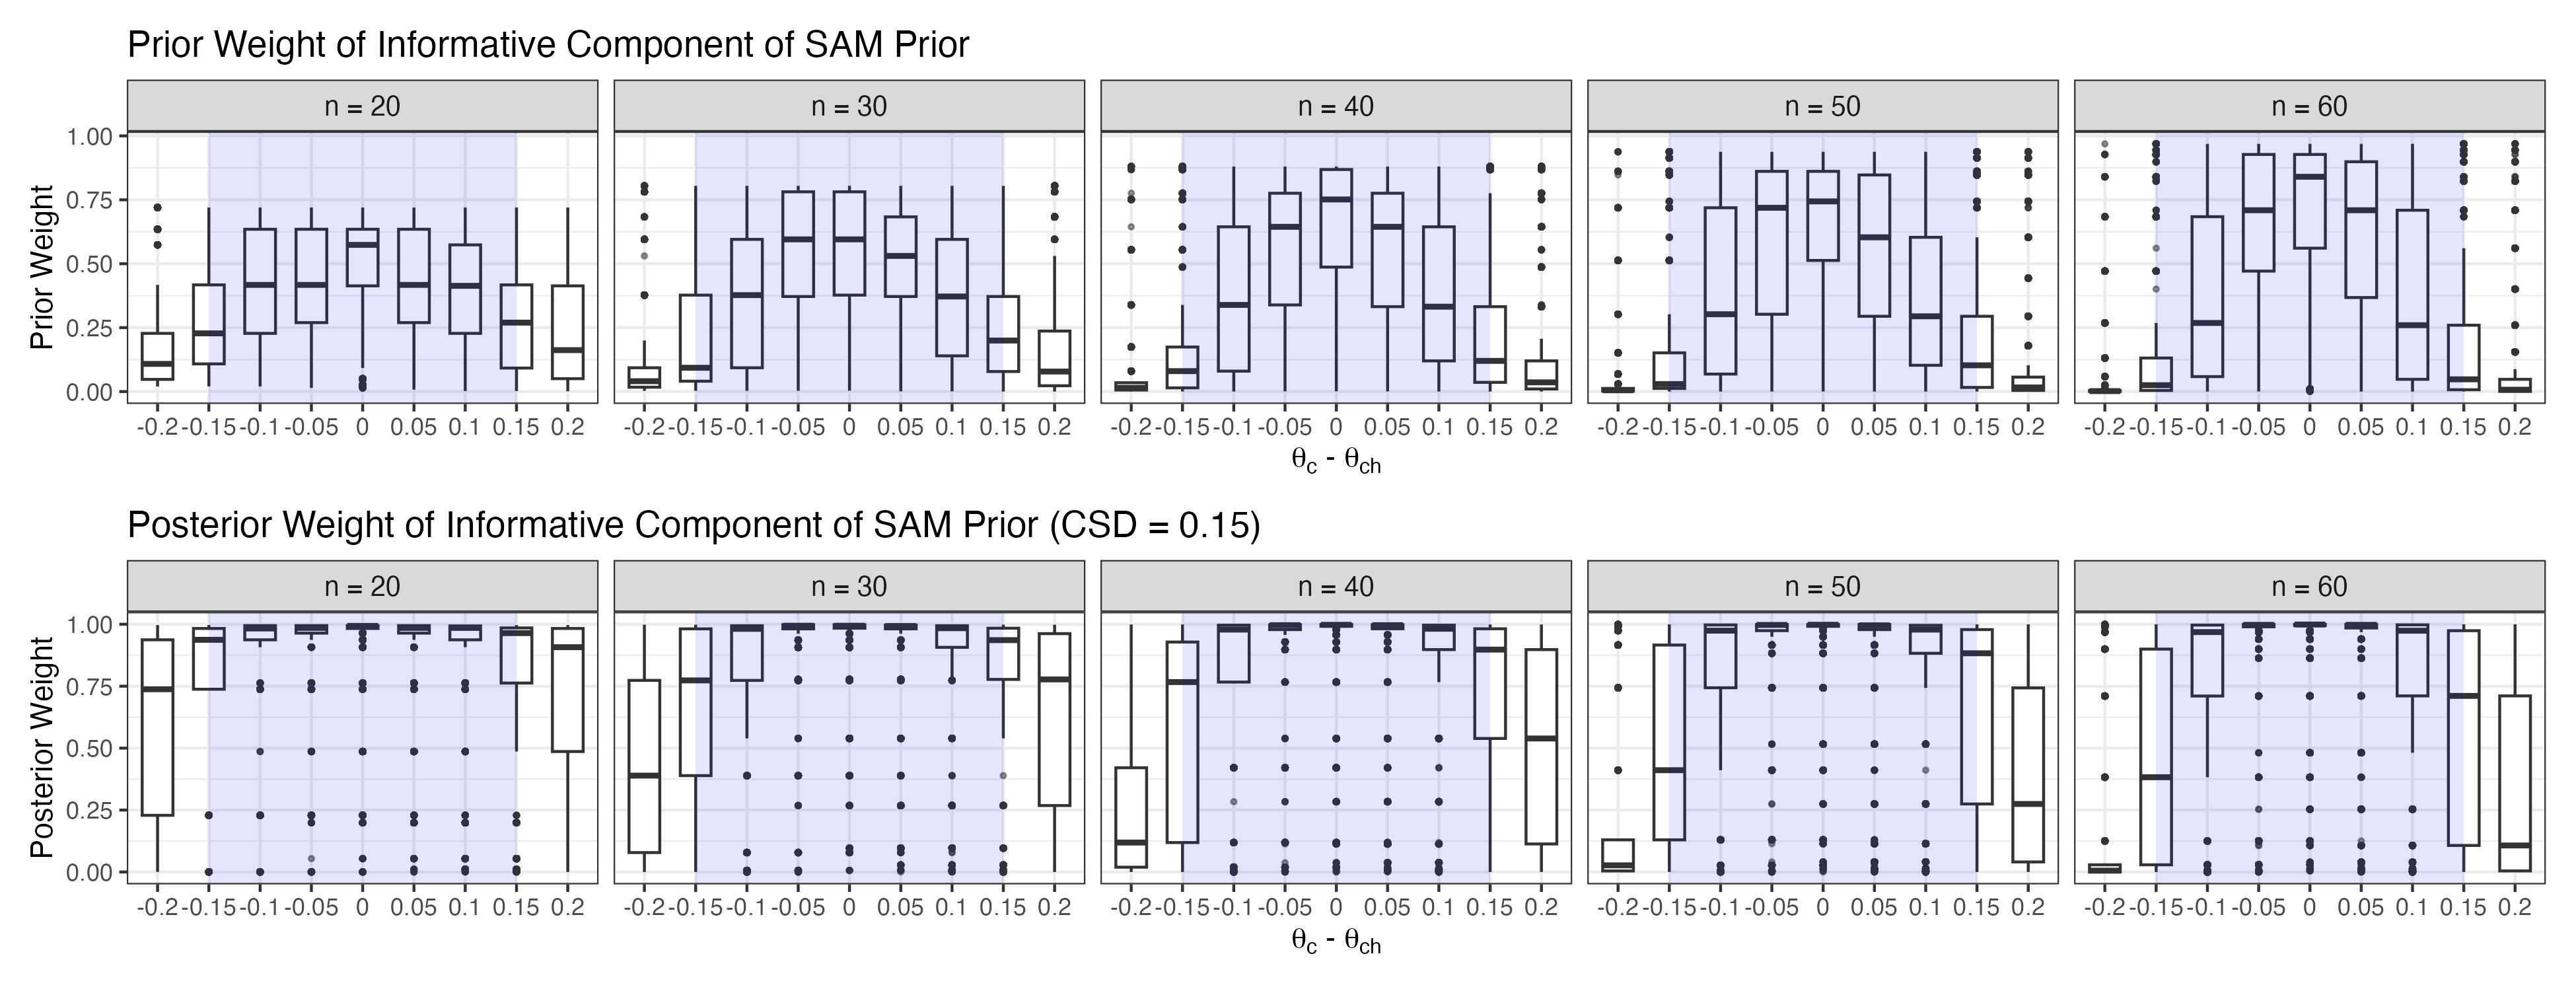 Prior Weight of Informative Component of SAM Prior
n = 20 n = 30 n = 40 n = 50 n = 60
Prior Weight
1.00
0.75
0.50
0.25
0.00
-0.2 -0.15 -0.1 -0.05 0 0.05 0.1 0.15 0.2 -0.2 -0.15 -0.1 -0.05 0 0.05 0.1 0.15 0.2 -0.2 -0.15 -0.1 -0.05 0 0.05 0.1 0.15 0.2 -0.2 -0.15 -0.1 -0.05 0 0.05 0.1 0.15 0.2 -0.2 -0.15 -0.1 -0.05 0 0.05 0.1 0.15 0.2
θc - θch
Posterior Weight of Informative Component of SAM Prior (CSD = 0.15)
n = 20 n = 30 n = 40 n = 50 n = 60
Posterior Weight
1.00
0.75
0.50
0.25
0.00
-0.2 -0.15 -0.1 -0.05 0 0.05 0.1 0.15 0.2 -0.2 -0.15 -0.1 -0.05 0 0.05 0.1 0.15 0.2 -0.2 -0.15 -0.1 -0.05 0 0.05 0.1 0.15 0.2 -0.2 -0.15 -0.1 -0.05 0 0.05 0.1 0.15 0.2 -0.2 -0.15 -0.1 -0.05 0 0.05 0.1 0.15 0.2
θc - θch